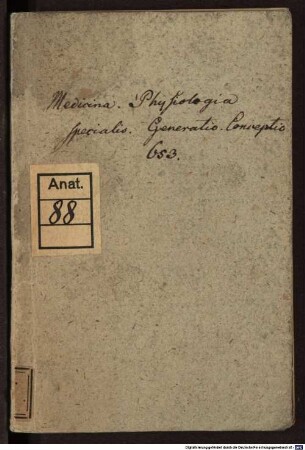 Medicina. Physiologia
specialis. Generatio. Conceptio
653.
Anat.
88